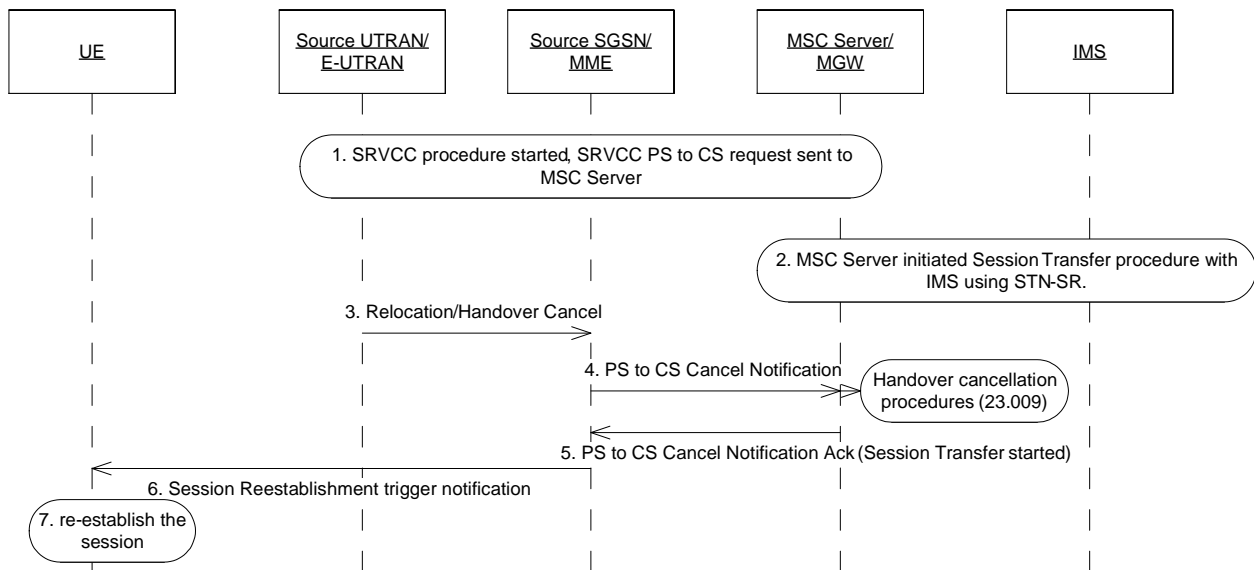 UE
Source UTRAN/
E-UTRAN
Source SGSN/
MME
MSC Server/
MGW
IMS
1. SRVCC procedure started, SRVCC PS to CS request sent to
MSC Server
2. MSC Server initiated Session Transfer procedure with
IMS using STN-SR.
3. Relocation/Handover Cancel
4. PS to CS Cancel Notification
Handover cancellation
procedures (23.009)
5. PS to CS Cancel Notification Ack (Session Transfer started)
6. Session Reestablishment trigger notification
7. re-establish the
session